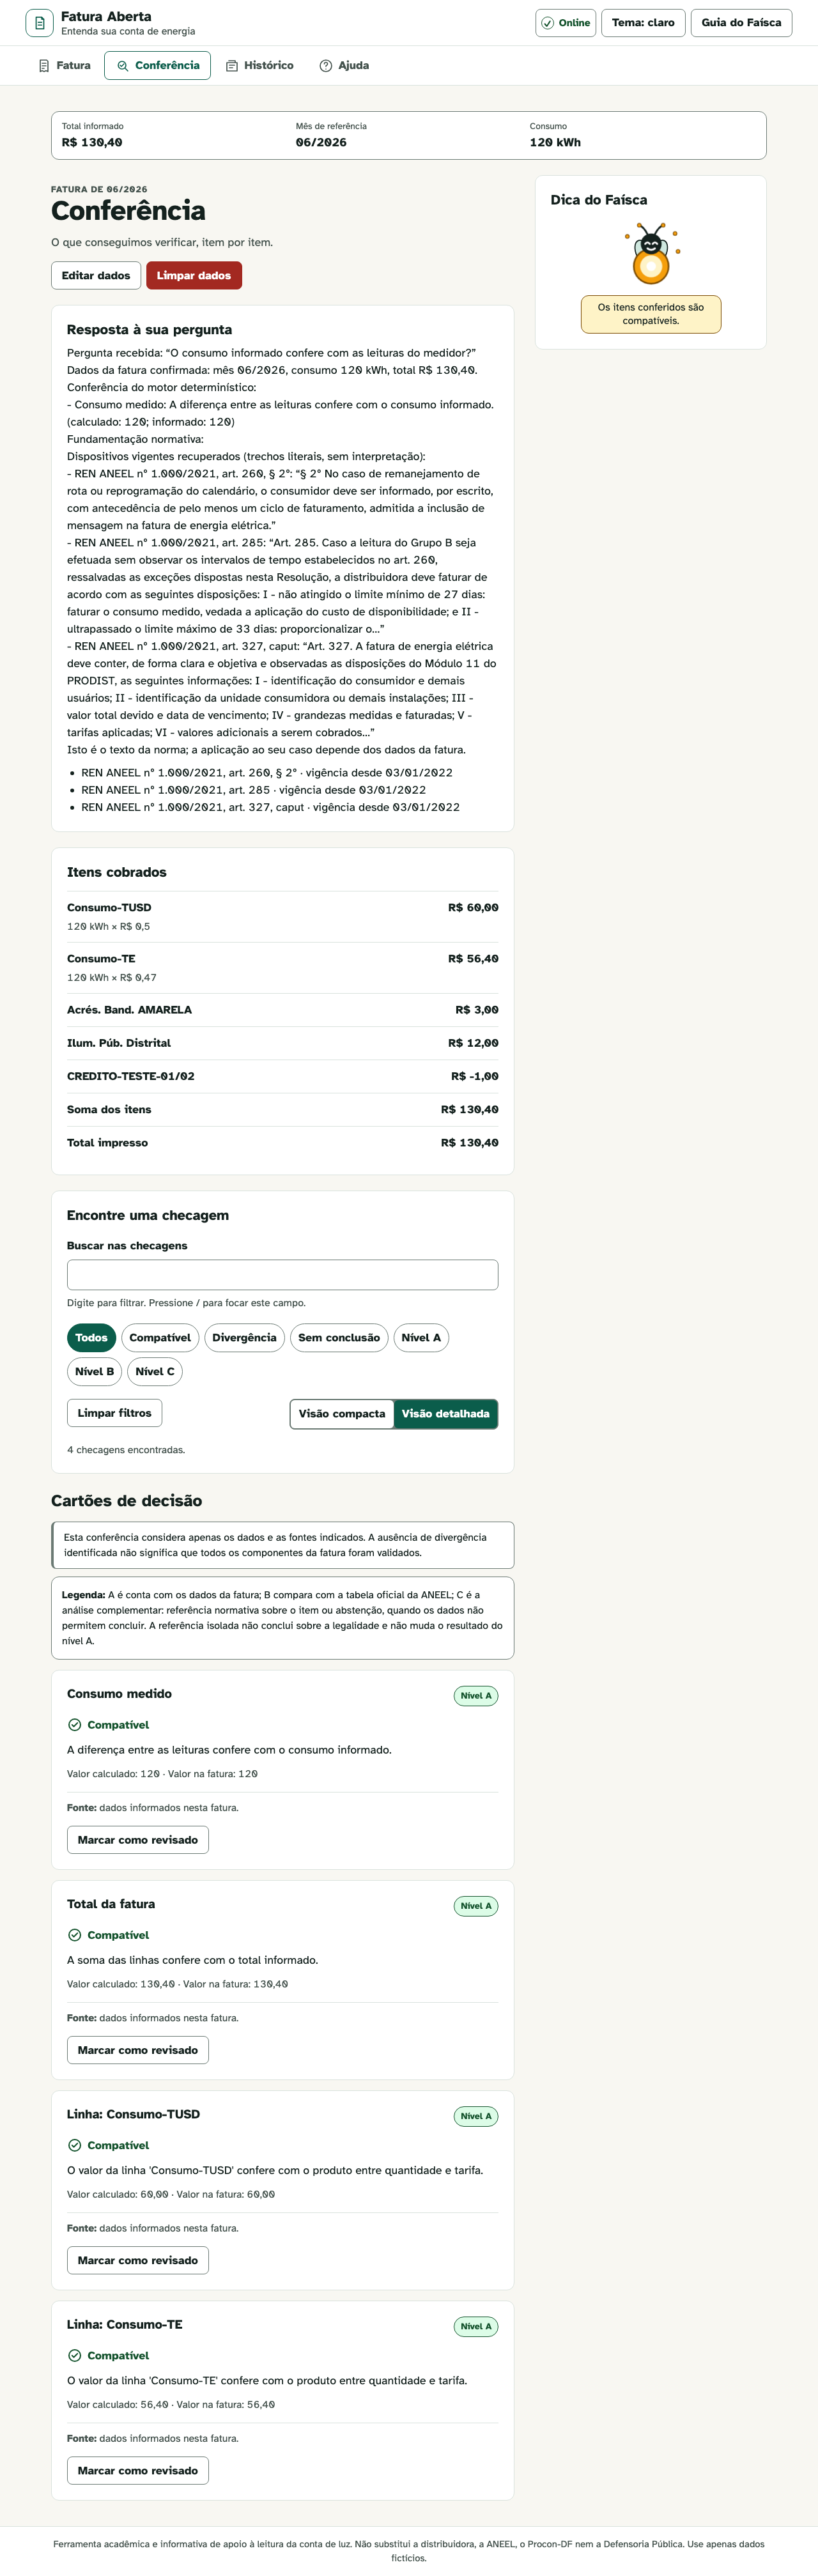 Fatura Aberta
Entenda sua conta de energia
Online
Tema: claro
Guia do Faísca
Fatura
Conferência
Histórico
Ajuda
Total informado
R$ 130,40
Mês de referência
06/2026
Consumo
120 kWh
FATURA DE 06/2026
Conferência
O que conseguimos verificar, item por item.
Editar dados
Limpar dados
Dica do Faísca
Os itens conferidos são
compatíveis.
Resposta à sua pergunta
Pergunta recebida: “O consumo informado confere com as leituras do medidor?”
Dados da fatura confirmada: mês 06/2026, consumo 120 kWh, total R$ 130,40.
Conferência do motor determinístico:
- Consumo medido: A diferença entre as leituras confere com o consumo informado.
(calculado: 120; informado: 120)
Fundamentação normativa:
Dispositivos vigentes recuperados (trechos literais, sem interpretação):
- REN ANEEL nº 1.000/2021, art. 260, § 2º: “§ 2º No caso de remanejamento de
rota ou reprogramação do calendário, o consumidor deve ser informado, por escrito,
com antecedência de pelo menos um ciclo de faturamento, admitida a inclusão de
mensagem na fatura de energia elétrica.”
- REN ANEEL nº 1.000/2021, art. 285: “Art. 285. Caso a leitura do Grupo B seja
efetuada sem observar os intervalos de tempo estabelecidos no art. 260,
ressalvadas as exceções dispostas nesta Resolução, a distribuidora deve faturar de
acordo com as seguintes disposições: I - não atingido o limite mínimo de 27 dias:
faturar o consumo medido, vedada a aplicação do custo de disponibilidade; e II -
ultrapassado o limite máximo de 33 dias: proporcionalizar o...”
- REN ANEEL nº 1.000/2021, art. 327, caput: “Art. 327. A fatura de energia elétrica
deve conter, de forma clara e objetiva e observadas as disposições do Módulo 11 do
PRODIST, as seguintes informações: I - identificação do consumidor e demais
usuários; II - identificação da unidade consumidora ou demais instalações; III -
valor total devido e data de vencimento; IV - grandezas medidas e faturadas; V -
tarifas aplicadas; VI - valores adicionais a serem cobrados...”
Isto é o texto da norma; a aplicação ao seu caso depende dos dados da fatura.
• REN ANEEL nº 1.000/2021, art. 260, § 2º · vigência desde 03/01/2022
• REN ANEEL nº 1.000/2021, art. 285 · vigência desde 03/01/2022
• REN ANEEL nº 1.000/2021, art. 327, caput · vigência desde 03/01/2022
Itens cobrados
Consumo-TUSD R$ 60,00
120 kWh × R$ 0,5
Consumo-TE R$ 56,40
120 kWh × R$ 0,47
Acrés. Band. AMARELA R$ 3,00
Ilum. Púb. Distrital R$ 12,00
CREDITO-TESTE-01/02 R$ -1,00
Soma dos itens R$ 130,40
Total impresso R$ 130,40
Encontre uma checagem
Buscar nas checagens
Digite para filtrar. Pressione / para focar este campo.
Todos
Compatível
Divergência
Sem conclusão
Nível A
Nível B
Nível C
Limpar filtros
Visão compacta
Visão detalhada
4 checagens encontradas.
Cartões de decisão
Esta conferência considera apenas os dados e as fontes indicados. A ausência de divergência
identificada não significa que todos os componentes da fatura foram validados.
Legenda: A é conta com os dados da fatura; B compara com a tabela oficial da ANEEL; C é a
análise complementar: referência normativa sobre o item ou abstenção, quando os dados não
permitem concluir. A referência isolada não conclui sobre a legalidade e não muda o resultado do
nível A.
Consumo medido
Nível A
Compatível
A diferença entre as leituras confere com o consumo informado.
Valor calculado: 120 · Valor na fatura: 120
Fonte: dados informados nesta fatura.
Marcar como revisado
Total da fatura
Nível A
Compatível
A soma das linhas confere com o total informado.
Valor calculado: 130,40 · Valor na fatura: 130,40
Fonte: dados informados nesta fatura.
Marcar como revisado
Linha: Consumo-TUSD
Nível A
Compatível
O valor da linha 'Consumo-TUSD' confere com o produto entre quantidade e tarifa.
Valor calculado: 60,00 · Valor na fatura: 60,00
Fonte: dados informados nesta fatura.
Marcar como revisado
Linha: Consumo-TE
Nível A
Compatível
O valor da linha 'Consumo-TE' confere com o produto entre quantidade e tarifa.
Valor calculado: 56,40 · Valor na fatura: 56,40
Fonte: dados informados nesta fatura.
Marcar como revisado
Ferramenta acadêmica e informativa de apoio à leitura da conta de luz. Não substitui a distribuidora, a ANEEL, o Procon-DF nem a Defensoria Pública. Use apenas dados
fictícios.